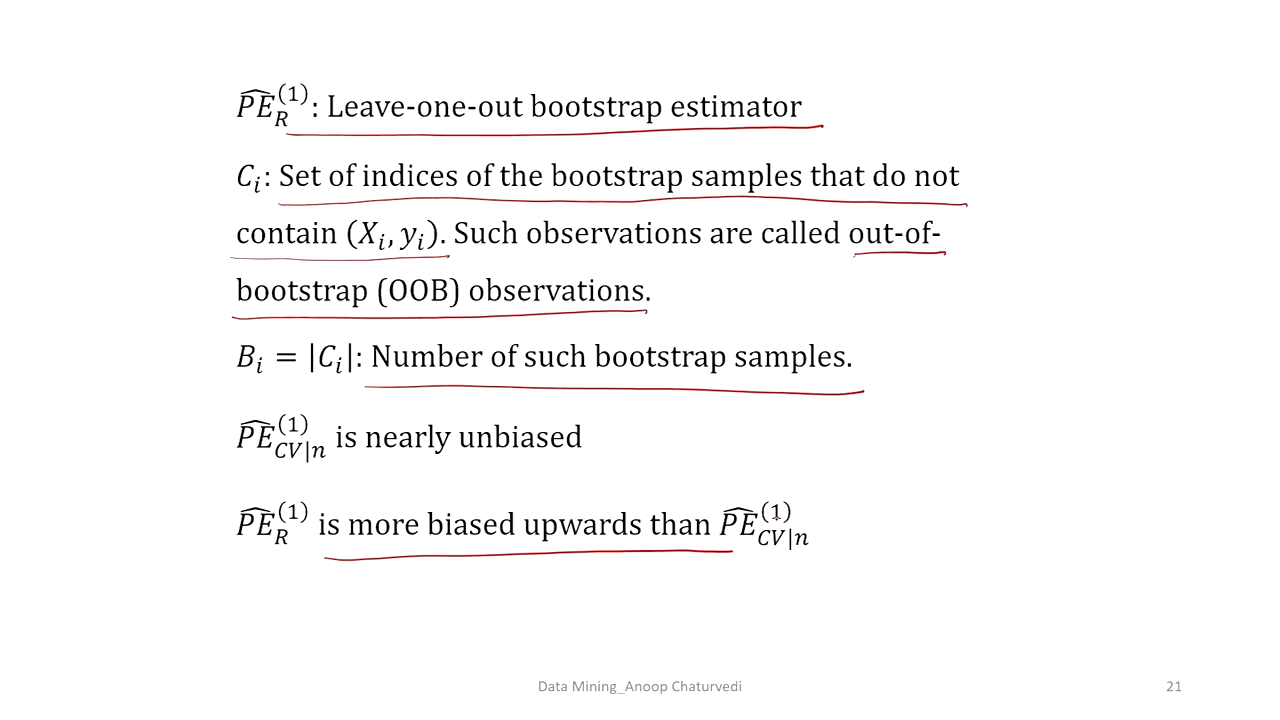 $\widehat{PE}_R^{(1)}$: Leave-one-out bootstrap estimator
$C_i$: Set of indices of the bootstrap samples that do not
contain $(X_i, y_i)$. Such observations are called out-of-
bootstrap (OOB) observations.
$B_i = |C_i|$: Number of such bootstrap samples.
$\widehat{PE}_{CV|n}^{(1)}$ is nearly unbiased
$\widehat{PE}_R^{(1)}$ is more biased upwards than $\widehat{PE}_{CV|n}^{(1)}$
Data Mining_Anoop Chaturvedi
21